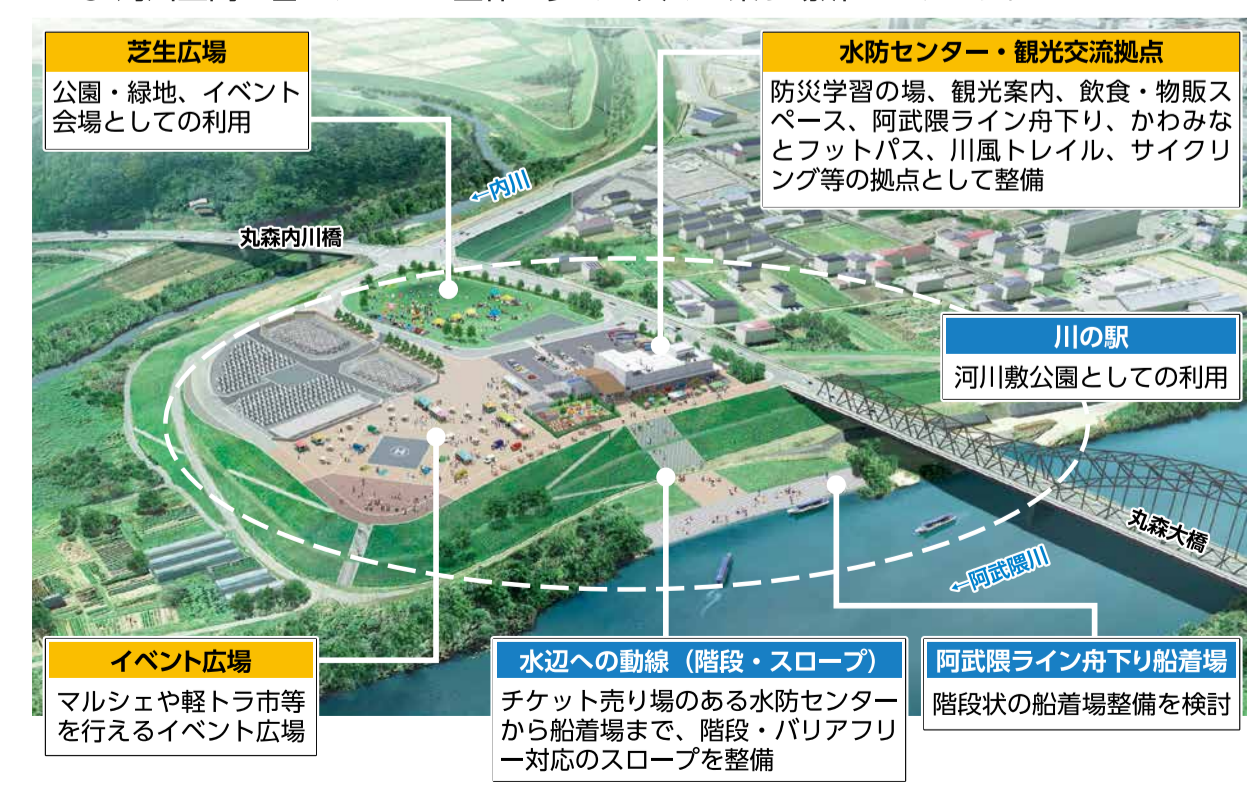 芝生広場
公園・緑地、イベント
会場としての利用
水防センター・観光交流拠点
防災学習の場、観光案内、飲食・物販ス
ペース、阿武隈ライン舟下り、かわみな
とフットパス、川風トレイル、サイクリ
ング等の拠点として整備
←内川
丸森内川橋
川の駅
河川敷公園としての利用
H
丸森大橋
←阿武隈川
イベント広場
マルシェや軽トラ市等
を行えるイベント広場
水辺への動線（階段・スロープ）
チケット売り場のある水防センター
から船着場まで、階段・バリアフリ
ー対応のスロープを整備
阿武隈ライン舟下り船着場
階段状の船着場整備を検討